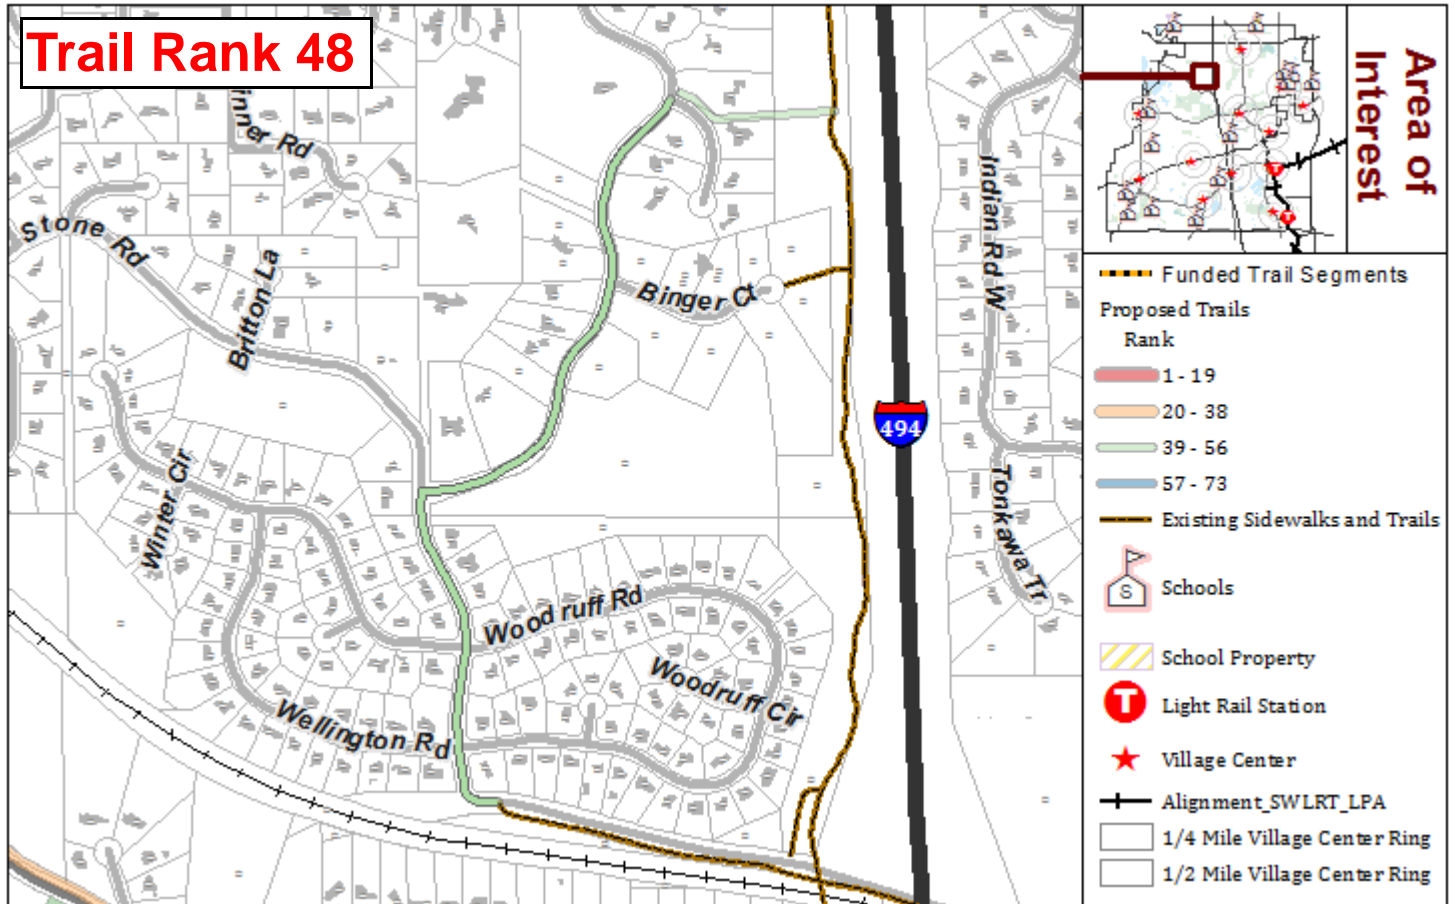 Trail Rank 48
inner Rd
Stone Rd
Britton La
Binger Ct
Indian Rd W
494
Winter Cir
Tonkawa Tr
Woodruff Rd
Woodruff Cir
Wellington Rd
Area of
Interest
Funded Trail Segments
Proposed Trails
Rank
1 - 19
20 - 38
39 - 56
57 - 73
Existing Sidewalks and Trails
S
Schools
School Property
T
Light Rail Station
Village Center
Alignment_SWLRT_LPA
1/4 Mile Village Center Ring
1/2 Mile Village Center Ring